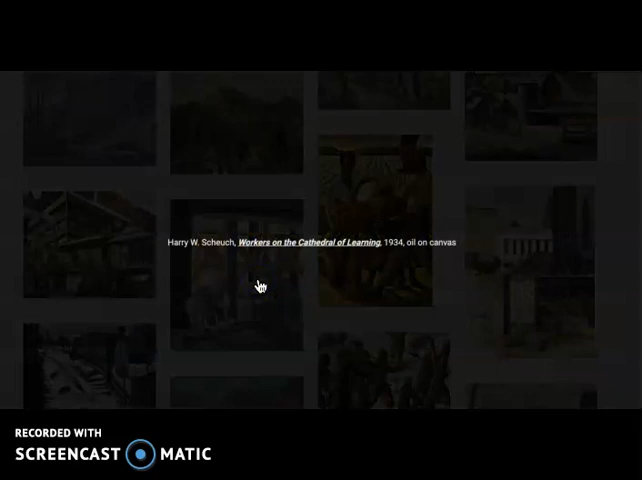 Harry W. Scheuch, Workers on the Cathedral of Learning, 1934, oil on canvas
RECORDED WITH
SCREENCAST MATIC